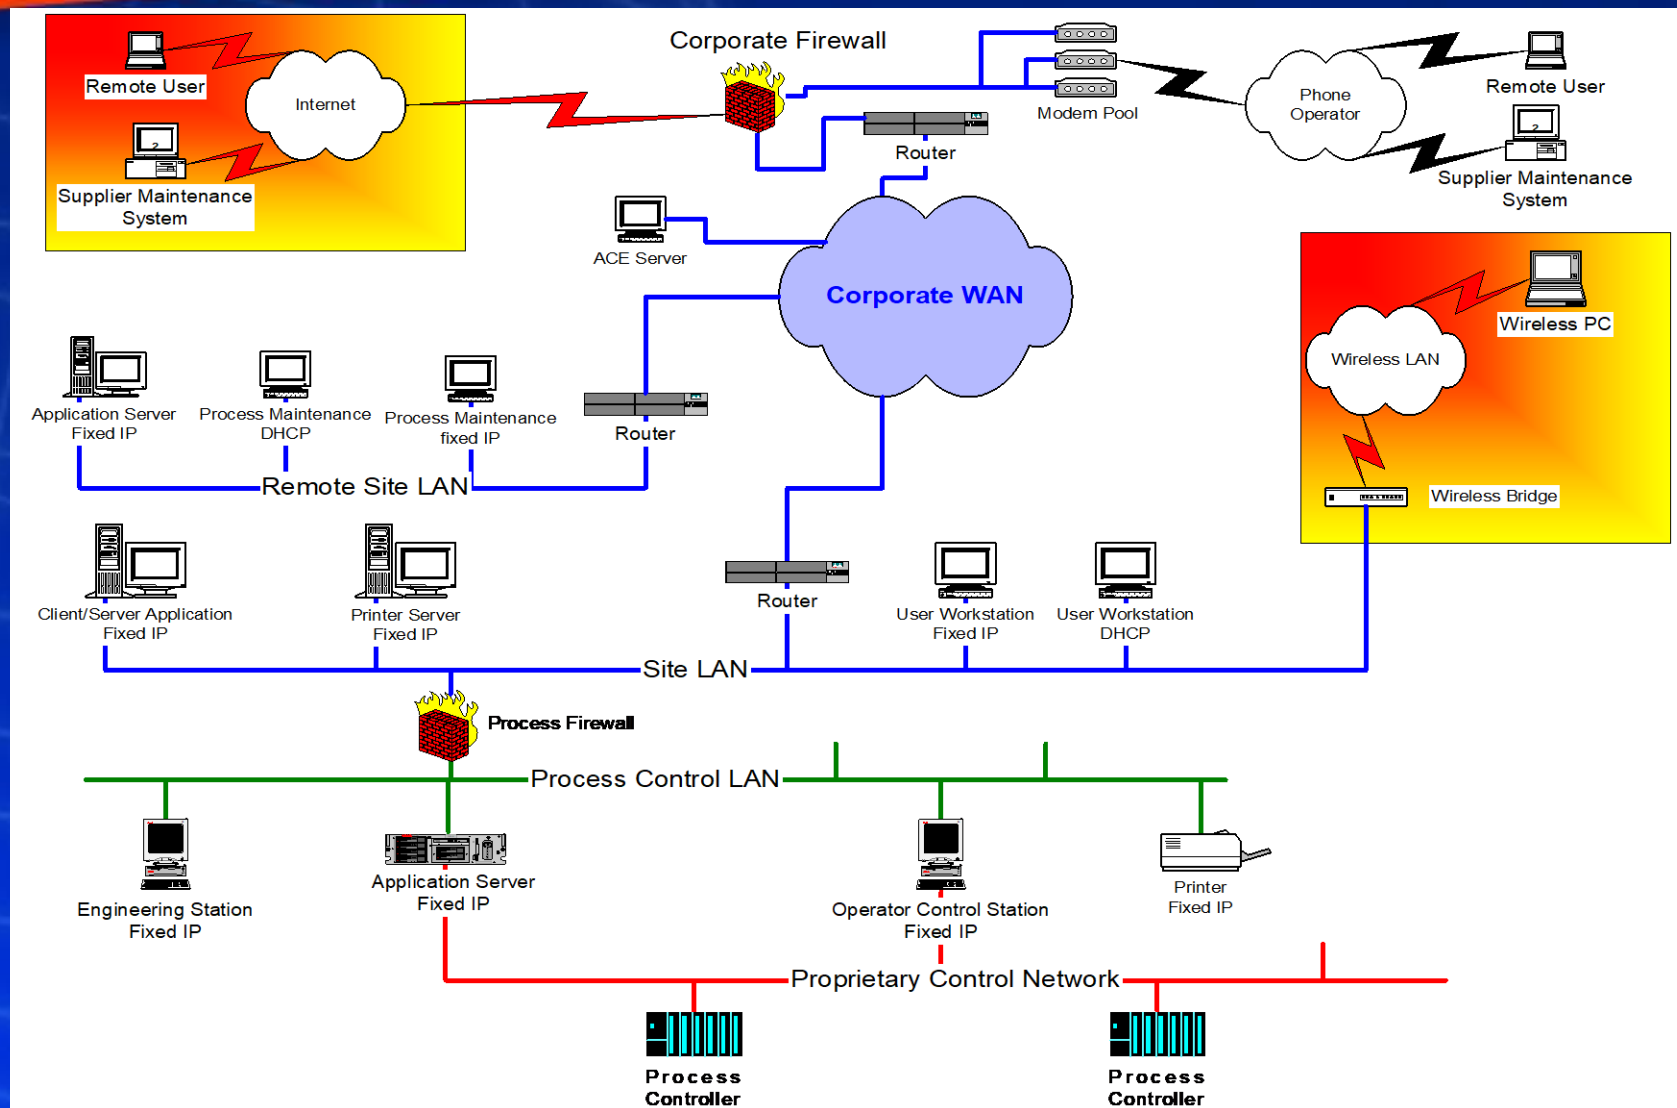 Corporate Firewall
Remote User
Internet
Modem Pool
Phone
Operator
Remote User
Router
Supplier Maintenance
System
Supplier Maintenance
System
ACE Server
Corporate WAN
Wireless PC
Wireless LAN
Application Server
Fixed IP
Process Maintenance
DHCP
Process Maintenance
fixed IP
Router
Remote Site LAN
Wireless Bridge
Client/Server Application
Fixed IP
Printer Server
Fixed IP
Router
User Workstation
Fixed IP
User Workstation
DHCP
Site LAN
Process Firewall
Process Control LAN
Engineering Station
Fixed IP
Application Server
Fixed IP
Operator Control Station
Fixed IP
Printer
Fixed IP
Proprietary Control Network
Process
Controller
Process
Controller